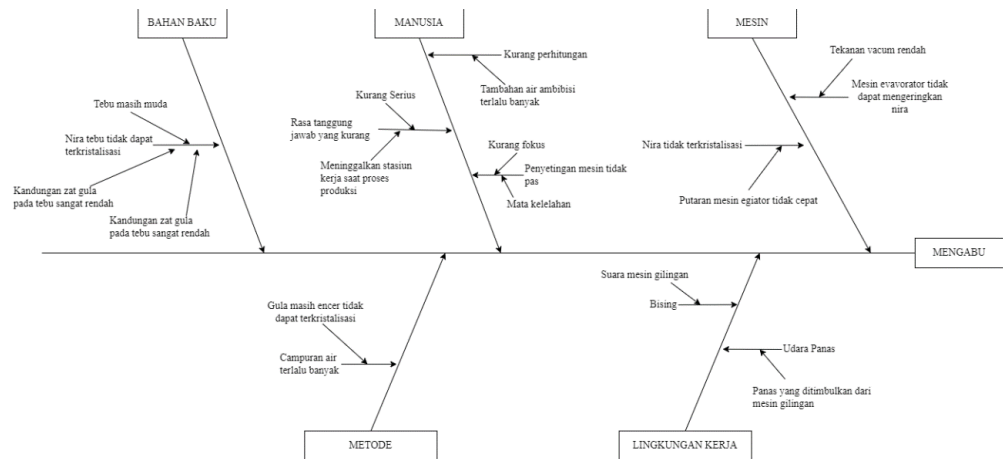 BAHAN BAKU
MANUSIA
MESIN
Kurang perhitungan
Tambahan air ambibisi
terlalu banyak
Tekanan vacum rendah
Mesin evavorator tidak
dapat mengeringkan
nira
Tebu masih muda
Nira tebu tidak dapat
terkristalisasi
Kandungan zat gula
pada tebu sangat rendah
Kandungan zat gula
pada tebu sangat rendah
Kurang Serius
Rasa tanggung
jawab yang kurang
Meninggalkan stasiun
kerja saat proses
produksi
Kurang fokus
Penyetingan mesin tidak
pas
Mata kelelahan
Nira tidak terkristalisasi
Putaran mesin egiator tidak cepat
MENGABU
Gula masih encer tidak
dapat terkristalisasi
Campuran air
terlalu banyak
Suara mesin gilingan
Bising
Udara Panas
Panas yang ditimbulkan dari
mesin gilingan
METODE
LINGKUNGAN KERJA